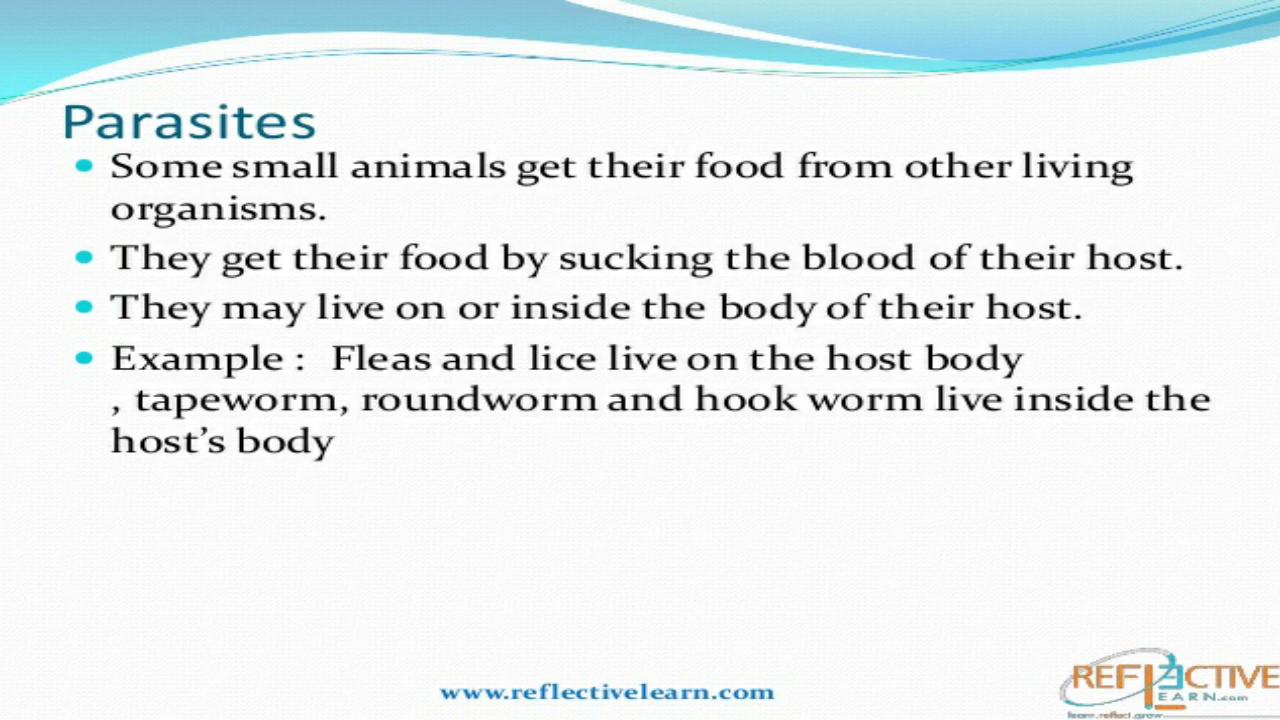 Parasites
Some small animals get their food from other living
organisms.
They get their food by sucking the blood of their host.
They may live on or inside the body of their host.
Example : Fleas and lice live on the host body
, tapeworm, roundworm and hook worm live inside the
host’s body
www.reflectivelearn.com
REFLECTIVE
LEARN.com
learn.reflect.grow